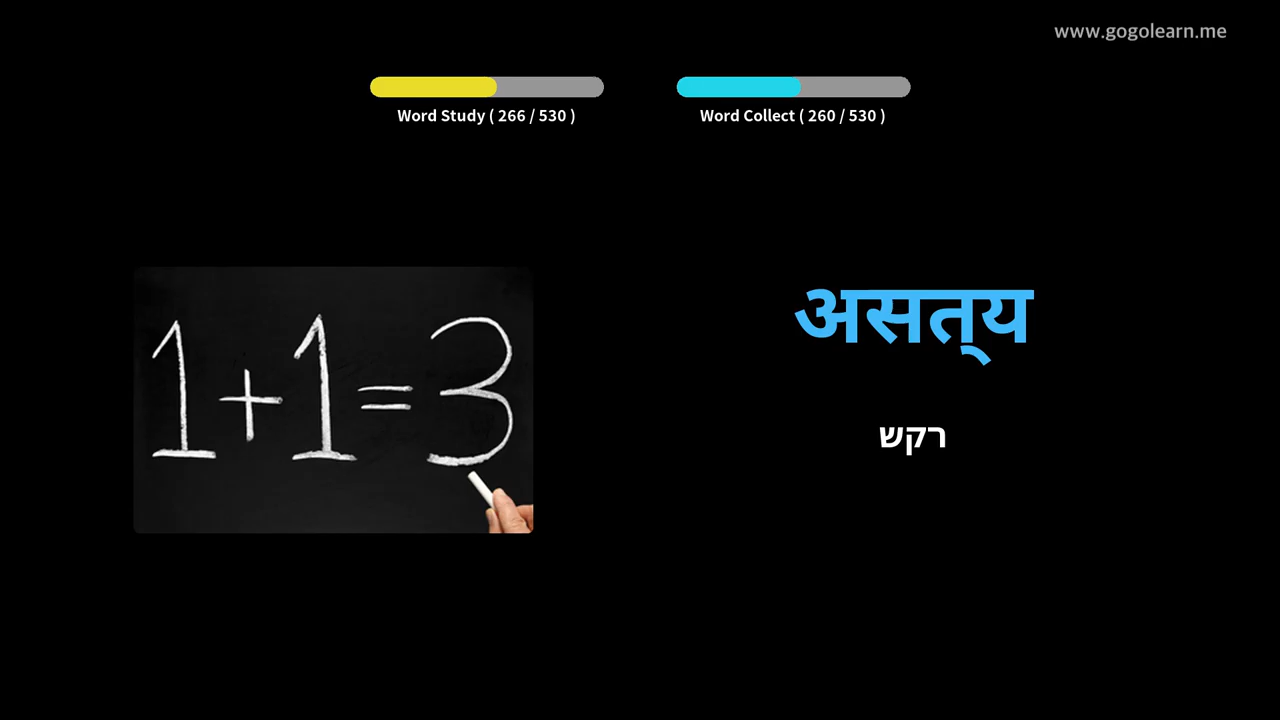 www.gogolearn.me
Word Study ( 266 / 530 )
Word Collect ( 260 / 530 )
1+1=3
असत्‌य
רקש